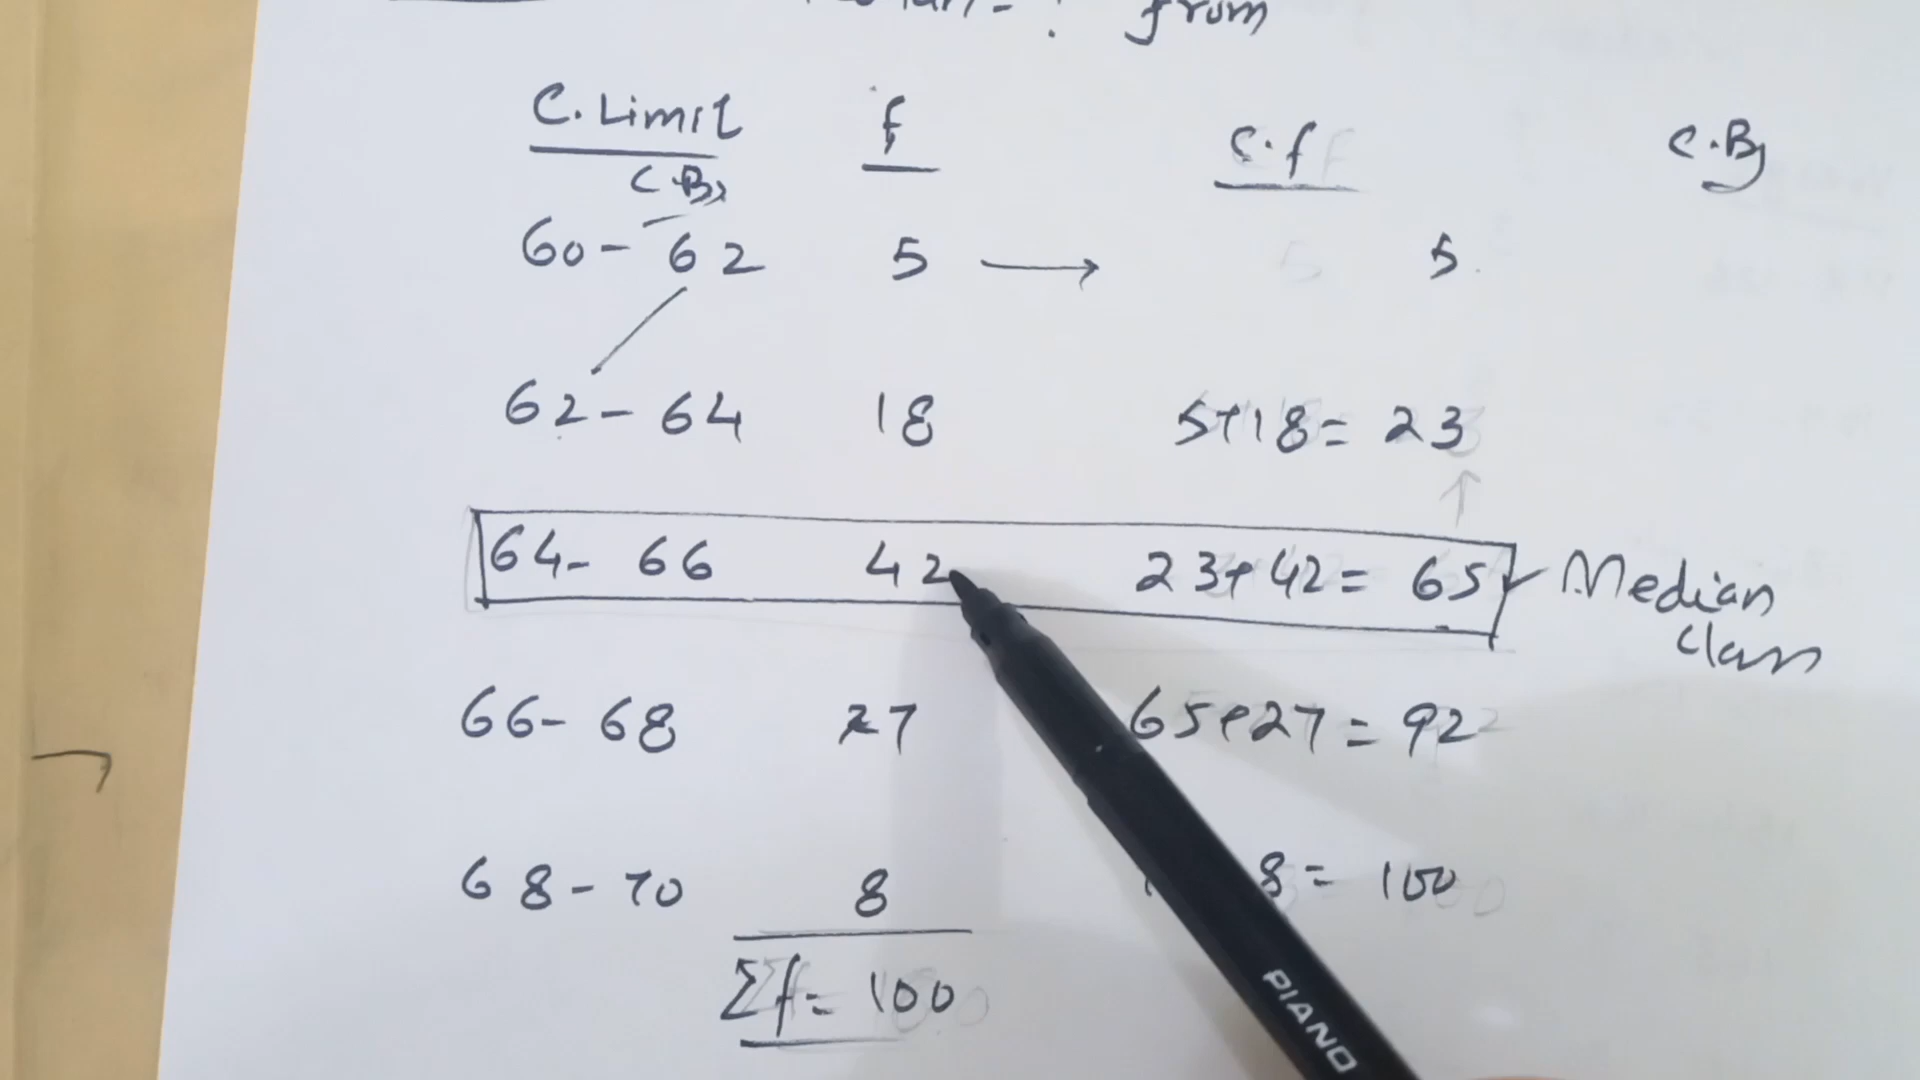 from
C. Limit f C.f C.B
C.B
60 - 62 5 → 5
62 - 64 18 5+18 = 23
64 - 66 42 23+42 = 65 Median
class
66 - 68 27 65+27 = 92
68 - 70 8 8 = 100
Σf = 100
PIANO